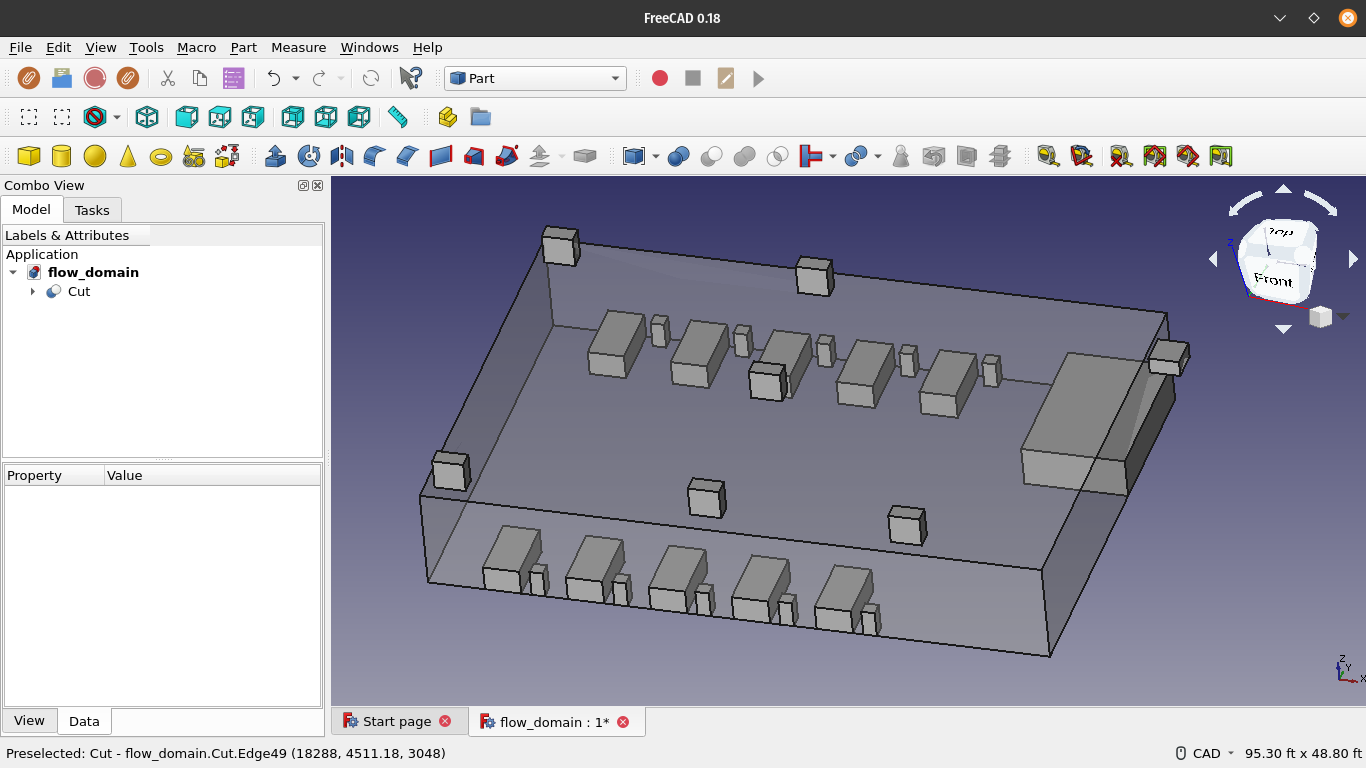 FreeCAD 0.18
File Edit View Tools Macro Part Measure Windows Help
Part
Combo View
Model Tasks
Labels & Attributes
Application
flow_domain
Cut
Property Value
View Data
Top
Front
Z
Z
Y
X
Start page
flow_domain : 1*
Preselected: Cut - flow_domain.Cut.Edge49 (18288, 4511.18, 3048)
CAD
95.30 ft x 48.80 ft